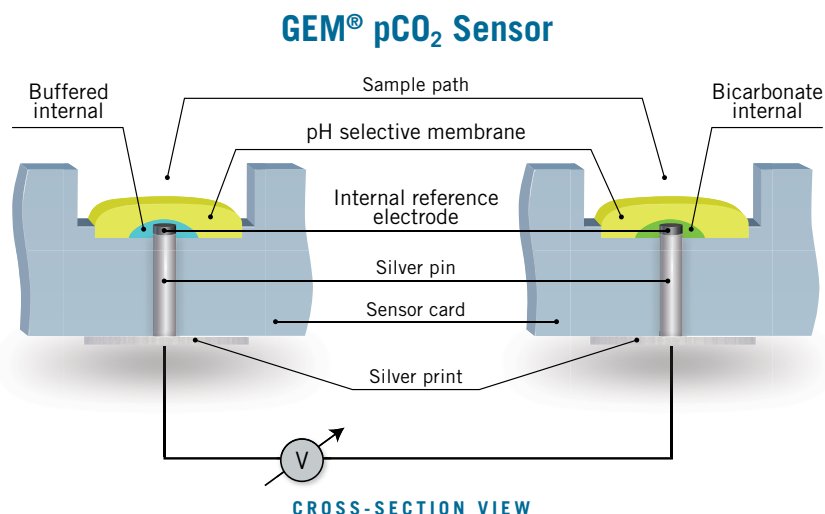 GEM® pCO₂ Sensor
Buffered
internal
Sample path
Bicarbonate
internal
pH selective membrane
Internal reference
electrode
Silver pin
Sensor card
Silver print
V
CROSS-SECTION VIEW